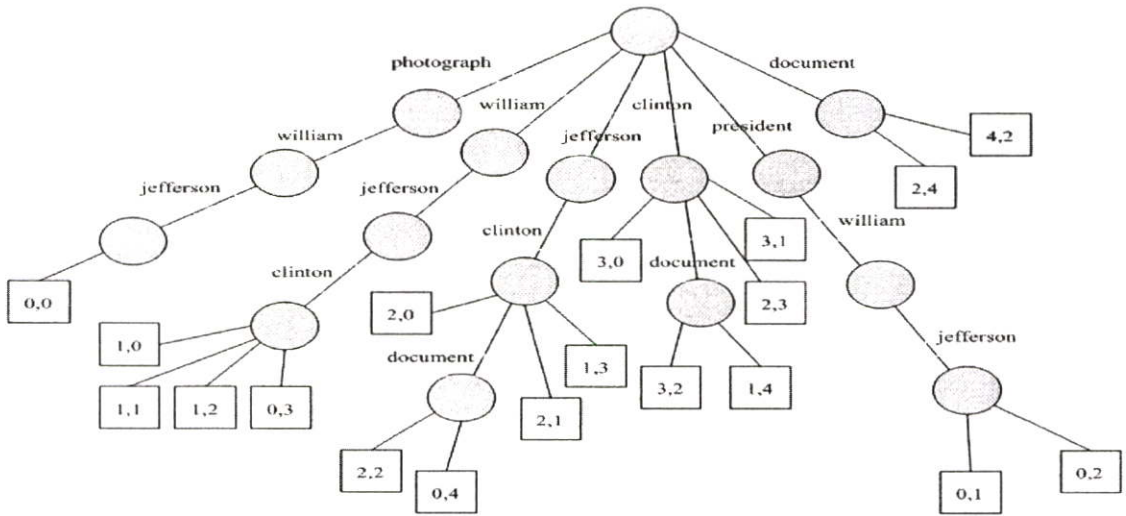 photograph
document
william
clinton
william
jefferson
president
4,2
jefferson
jefferson
2,4
clinton
william
3,1
clinton
3,0
document
0,0
2,0
2,3
1,0
document
1,3
jefferson
1,1
1,2
0,3
3,2
1,4
2,1
2,2
0,4
0,1
0,2